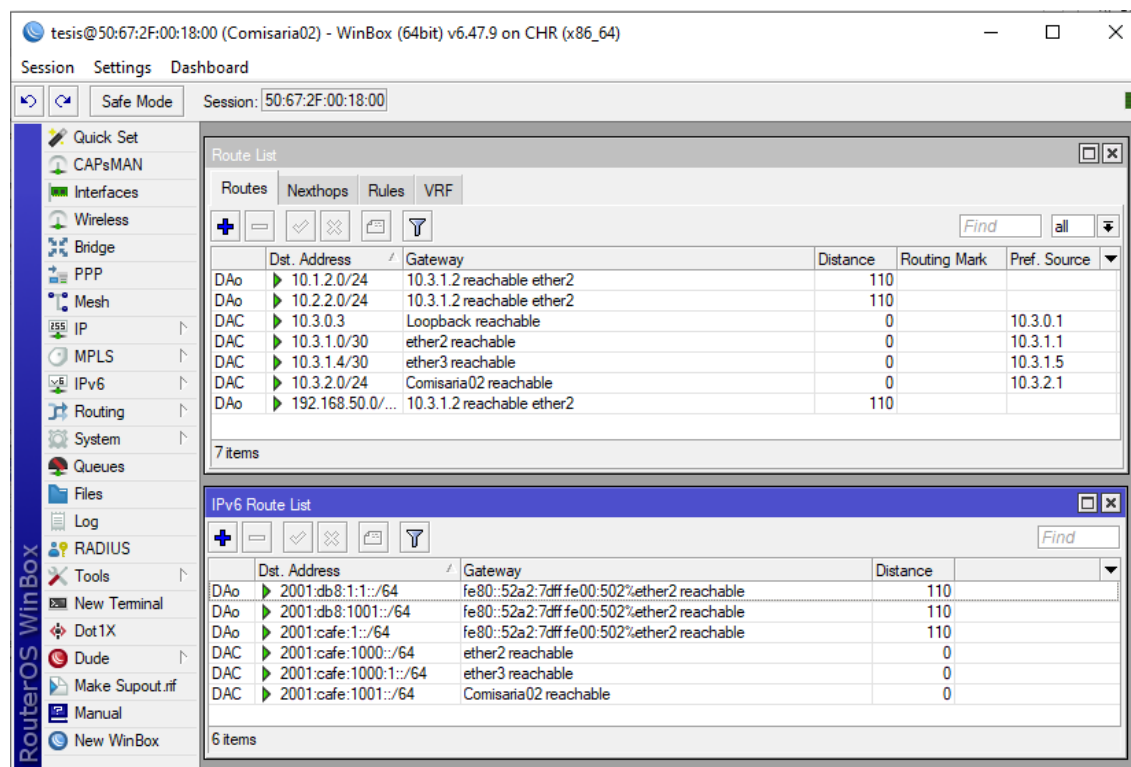 tesis@50:67:2F:00:18:00 (Comisaria02) - WinBox (64bit) v6.47.9 on CHR (x86_64)
Session Settings Dashboard
Safe Mode Session: 50:67:2F:00:18:00
RouterOS WinBox
Quick Set
CAPsMAN
Interfaces
Wireless
Bridge
PPP
Mesh
IP
MPLS
IPv6
Routing
System
Queues
Files
Log
RADIUS
Tools
New Terminal
Dot1X
Dude
Make Supout.rif
Manual
New WinBox
Route List
Routes Nexthops Rules VRF
Find all
Dst. Address Gateway Distance Routing Mark Pref. Source
DAo 10.1.2.0/24 10.3.1.2 reachable ether2 110
DAo 10.2.2.0/24 10.3.1.2 reachable ether2 110
DAC 10.3.0.3 Loopback reachable 0 10.3.0.1
DAC 10.3.1.0/30 ether2 reachable 0 10.3.1.1
DAC 10.3.1.4/30 ether3 reachable 0 10.3.1.5
DAC 10.3.2.0/24 Comisaria02 reachable 0 10.3.2.1
DAo 192.168.50.0/... 10.3.1.2 reachable ether2 110
7 items
IPv6 Route List
Find
Dst. Address Gateway Distance
DAo 2001:db8:1:1::/64 fe80::52a2:7dff:fe00:502%ether2 reachable 110
DAo 2001:db8:1001::/64 fe80::52a2:7dff:fe00:502%ether2 reachable 110
DAo 2001:cafe:1::/64 fe80::52a2:7dff:fe00:502%ether2 reachable 110
DAC 2001:cafe:1000::/64 ether2 reachable 0
DAC 2001:cafe:1000:1::/64 ether3 reachable 0
DAC 2001:cafe:1001::/64 Comisaria02 reachable 0
6 items